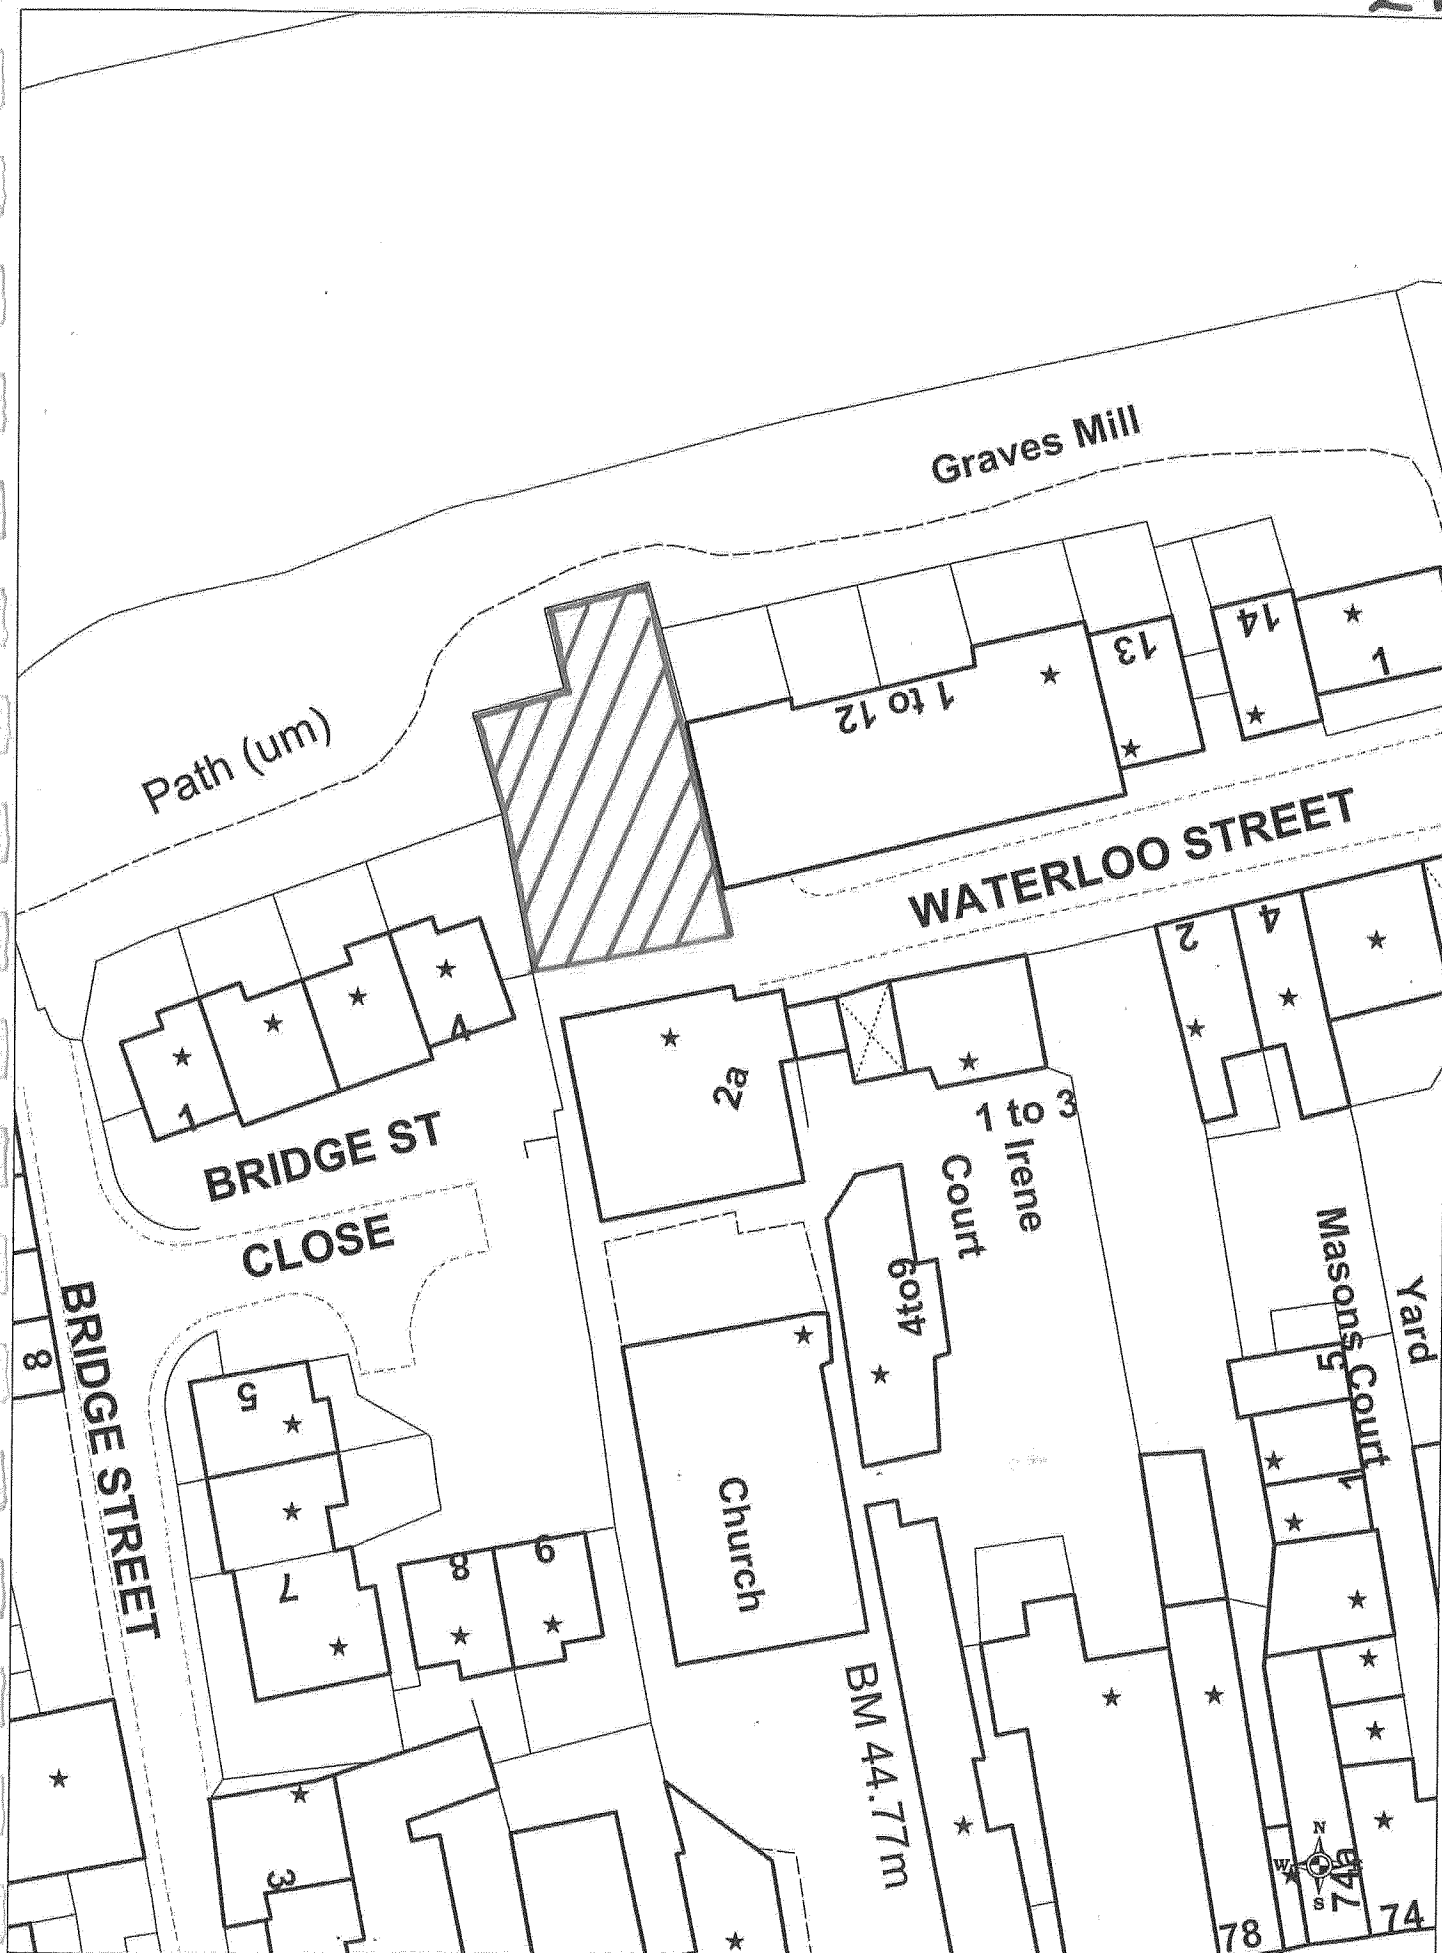 Graves Mill
Path (um)
1 to 12
13
14
1
WATERLOO STREET
2
4
1
4
BRIDGE ST
CLOSE
2a
1 to 3
Irene
Court
4to9
Masons Court
Yard
5
1
BRIDGE STREET
8
5
7
8
9
Church
BM 44.77m
3
N
W
S
74a
74
78